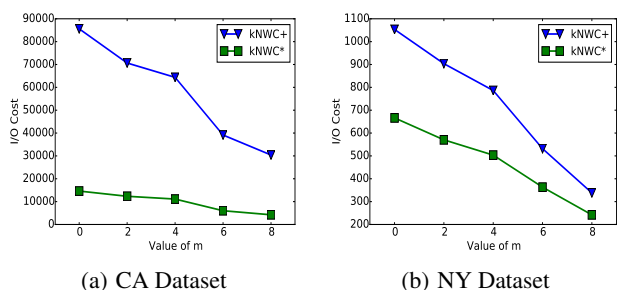 90000
80000
70000
60000
50000
40000
30000
20000
10000
0
I/O Cost
kNWC+
kNWC*
0 2 4 6 8
Value of m
(a) CA Dataset
1100
1000
900
800
700
600
500
400
300
200
I/O Cost
kNWC+
kNWC*
0 2 4 6 8
Value of m
(b) NY Dataset